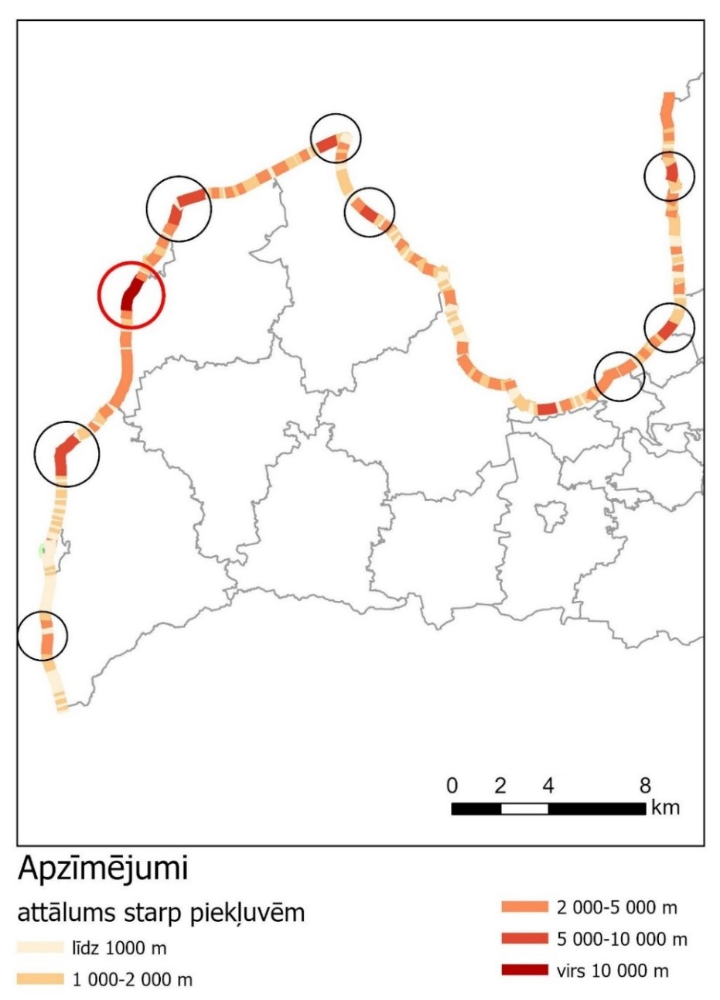 0 2 4 8
km
Apzīmējumi
attālums starp piekļuvēm
līdz 1000 m
1 000-2 000 m
2 000-5 000 m
5 000-10 000 m
virs 10 000 m